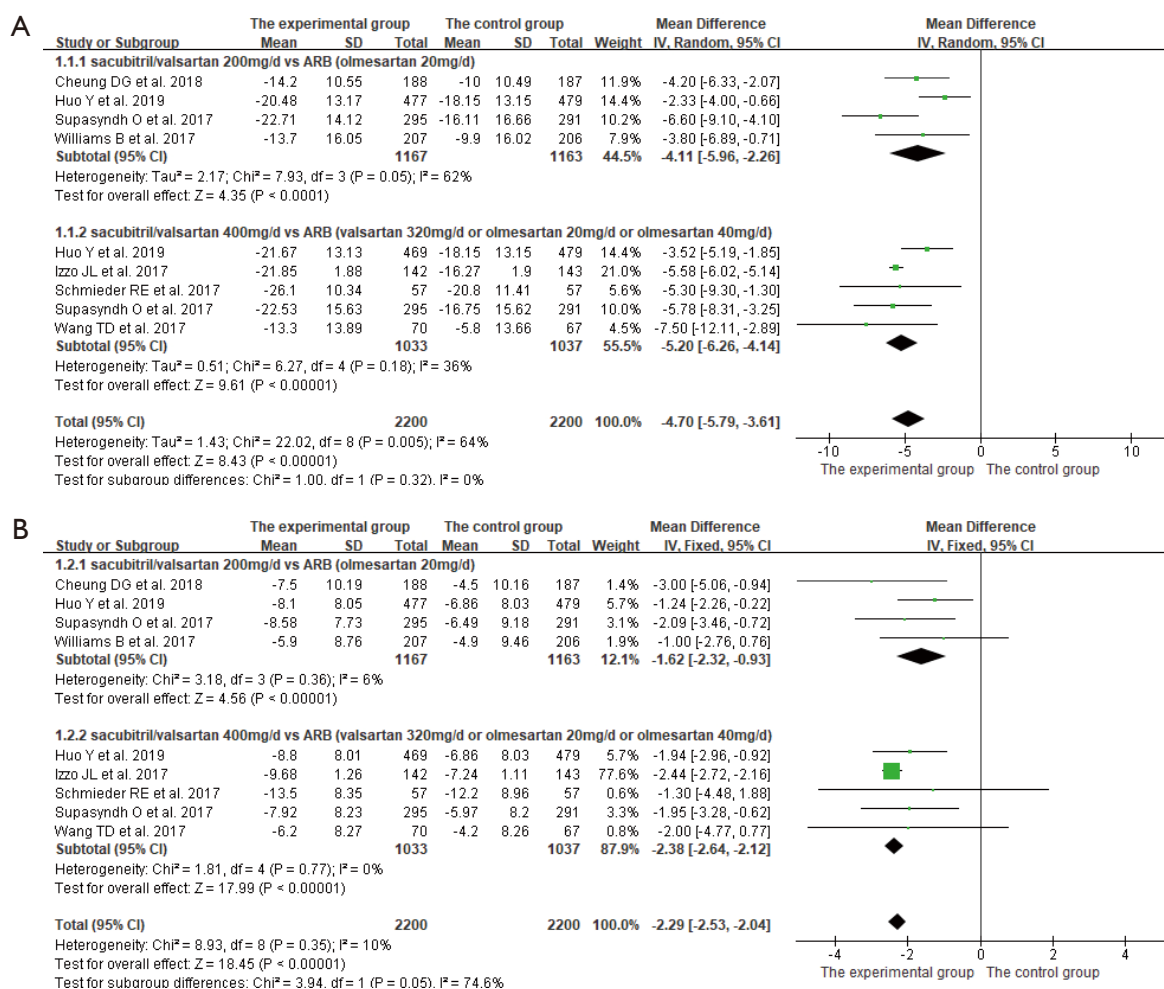 A
The experimental group The control group Mean Difference Mean Difference
Study or Subgroup Mean SD Total Mean SD Total Weight IV, Random, 95% CI IV, Random, 95% CI
1.1.1 sacubitril/valsartan 200mg/d vs ARB (olmesartan 20mg/d)
Cheung DG et al. 2018 -14.2 10.55 188 -10 10.49 187 11.9% -4.20 [-6.33, -2.07]
Huo Y et al. 2019 -20.48 13.17 477 -18.15 13.15 479 14.4% -2.33 [-4.00, -0.66]
Supasyndh O et al. 2017 -22.71 14.12 295 -16.11 16.66 291 10.2% -6.60 [-9.10, -4.10]
Williams B et al. 2017 -13.7 16.05 207 -9.9 16.02 206 7.9% -3.80 [-6.89, -0.71]
Subtotal (95% CI) 1167 1163 44.5% -4.11 [-5.96, -2.26]
Heterogeneity: Tau² = 2.17; Chi² = 7.93, df = 3 (P = 0.05); I² = 62%
Test for overall effect: Z = 4.35 (P < 0.0001)
1.1.2 sacubitril/valsartan 400mg/d vs ARB (valsartan 320mg/d or olmesartan 20mg/d or olmesartan 40mg/d)
Huo Y et al. 2019 -21.67 13.13 469 -18.15 13.15 479 14.4% -3.52 [-5.19, -1.85]
Izzo JL et al. 2017 -21.85 1.88 142 -16.27 1.9 143 21.0% -5.58 [-6.02, -5.14]
Schmieder RE et al. 2017 -26.1 10.34 57 -20.8 11.41 57 5.6% -5.30 [-9.30, -1.30]
Supasyndh O et al. 2017 -22.53 15.63 295 -16.75 15.62 291 10.0% -5.78 [-8.31, -3.25]
Wang TD et al. 2017 -13.3 13.89 70 -5.8 13.66 67 4.5% -7.50 [-12.11, -2.89]
Subtotal (95% CI) 1033 1037 55.5% -5.20 [-6.26, -4.14]
Heterogeneity: Tau² = 0.51; Chi² = 6.27, df = 4 (P = 0.18); I² = 36%
Test for overall effect: Z = 9.61 (P < 0.00001)
Total (95% CI) 2200 2200 100.0% -4.70 [-5.79, -3.61]
Heterogeneity: Tau² = 1.43; Chi² = 22.02, df = 8 (P = 0.005); I² = 64%
Test for overall effect: Z = 8.43 (P < 0.00001)
Test for subgroup differences: Chi² = 1.00, df = 1 (P = 0.32), I² = 0%
-10 -5 0 5 10
The experimental group The control group
B
The experimental group The control group Mean Difference Mean Difference
Study or Subgroup Mean SD Total Mean SD Total Weight IV, Fixed, 95% CI IV, Fixed, 95% CI
1.2.1 sacubitril/valsartan 200mg/d vs ARB (olmesartan 20mg/d)
Cheung DG et al. 2018 -7.5 10.19 188 -4.5 10.16 187 1.4% -3.00 [-5.06, -0.94]
Huo Y et al. 2019 -8.1 8.05 477 -6.86 8.03 479 5.7% -1.24 [-2.26, -0.22]
Supasyndh O et al. 2017 -8.58 7.73 295 -6.49 9.18 291 3.1% -2.09 [-3.46, -0.72]
Williams B et al. 2017 -5.9 8.76 207 -4.9 9.46 206 1.9% -1.00 [-2.76, 0.76]
Subtotal (95% CI) 1167 1163 12.1% -1.62 [-2.32, -0.93]
Heterogeneity: Chi² = 3.18, df = 3 (P = 0.36); I² = 6%
Test for overall effect: Z = 4.56 (P < 0.00001)
1.2.2 sacubitril/valsartan 400mg/d vs ARB (valsartan 320mg/d or olmesartan 20mg/d or olmesartan 40mg/d)
Huo Y et al. 2019 -8.8 8.01 469 -6.86 8.03 479 5.7% -1.94 [-2.96, -0.92]
Izzo JL et al. 2017 -9.68 1.26 142 -7.24 1.11 143 77.6% -2.44 [-2.72, -2.16]
Schmieder RE et al. 2017 -13.5 8.35 57 -12.2 8.96 57 0.6% -1.30 [-4.48, 1.88]
Supasyndh O et al. 2017 -7.92 8.23 295 -5.97 8.2 291 3.3% -1.95 [-3.28, -0.62]
Wang TD et al. 2017 -6.2 8.27 70 -4.2 8.26 67 0.8% -2.00 [-4.77, 0.77]
Subtotal (95% CI) 1033 1037 87.9% -2.38 [-2.64, -2.12]
Heterogeneity: Chi² = 1.81, df = 4 (P = 0.77); I² = 0%
Test for overall effect: Z = 17.99 (P < 0.00001)
Total (95% CI) 2200 2200 100.0% -2.29 [-2.53, -2.04]
Heterogeneity: Chi² = 8.93, df = 8 (P = 0.35); I² = 10%
Test for overall effect: Z = 18.45 (P < 0.00001)
Test for subgroup differences: Chi² = 3.94, df = 1 (P = 0.05), I² = 74.6%
-4 -2 0 2 4
The experimental group The control group